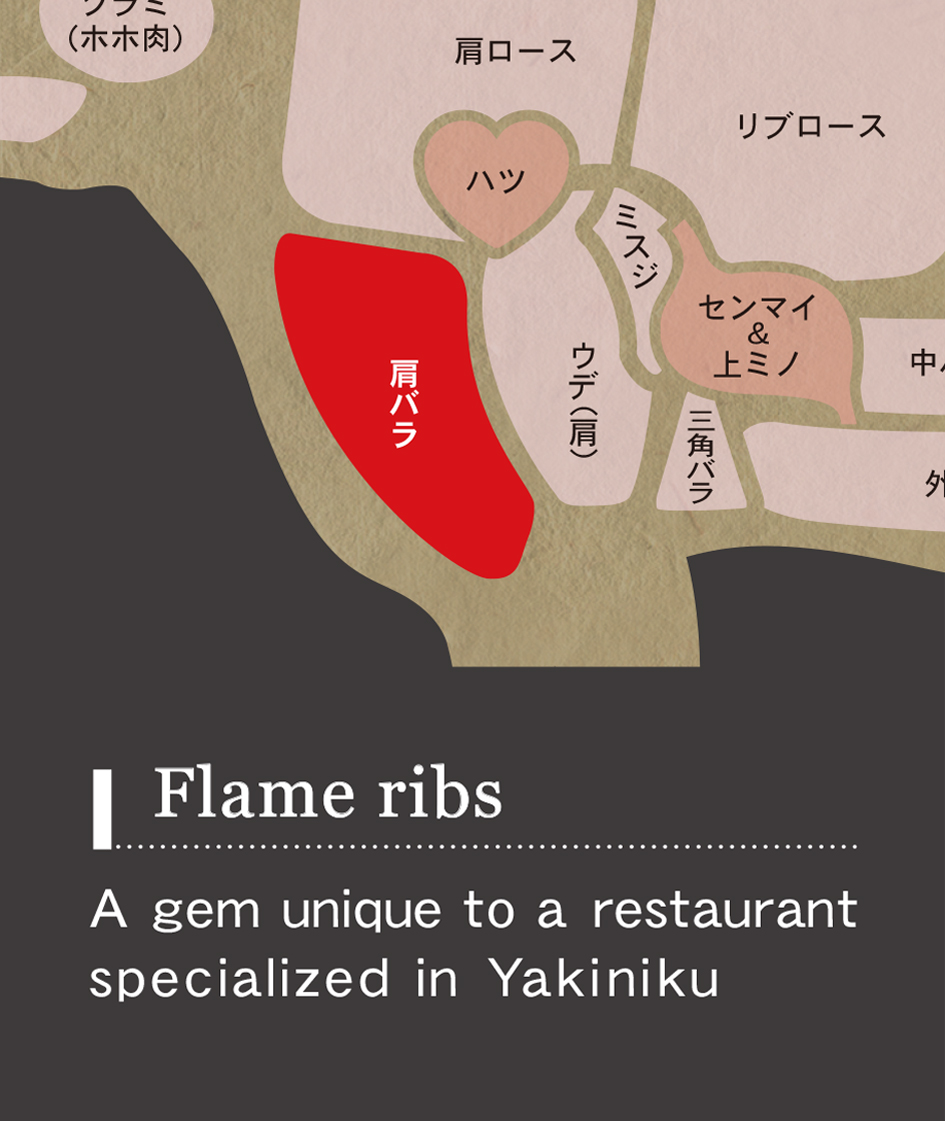 ツラミ
（ホホ肉）
肩ロース
リブロース
ハツ
ミスジ
センマイ
&
上ミノ
中バ
肩バラ
ウデ（肩）
三角バラ
外
Flame ribs
A gem unique to a restaurant
specialized in Yakiniku